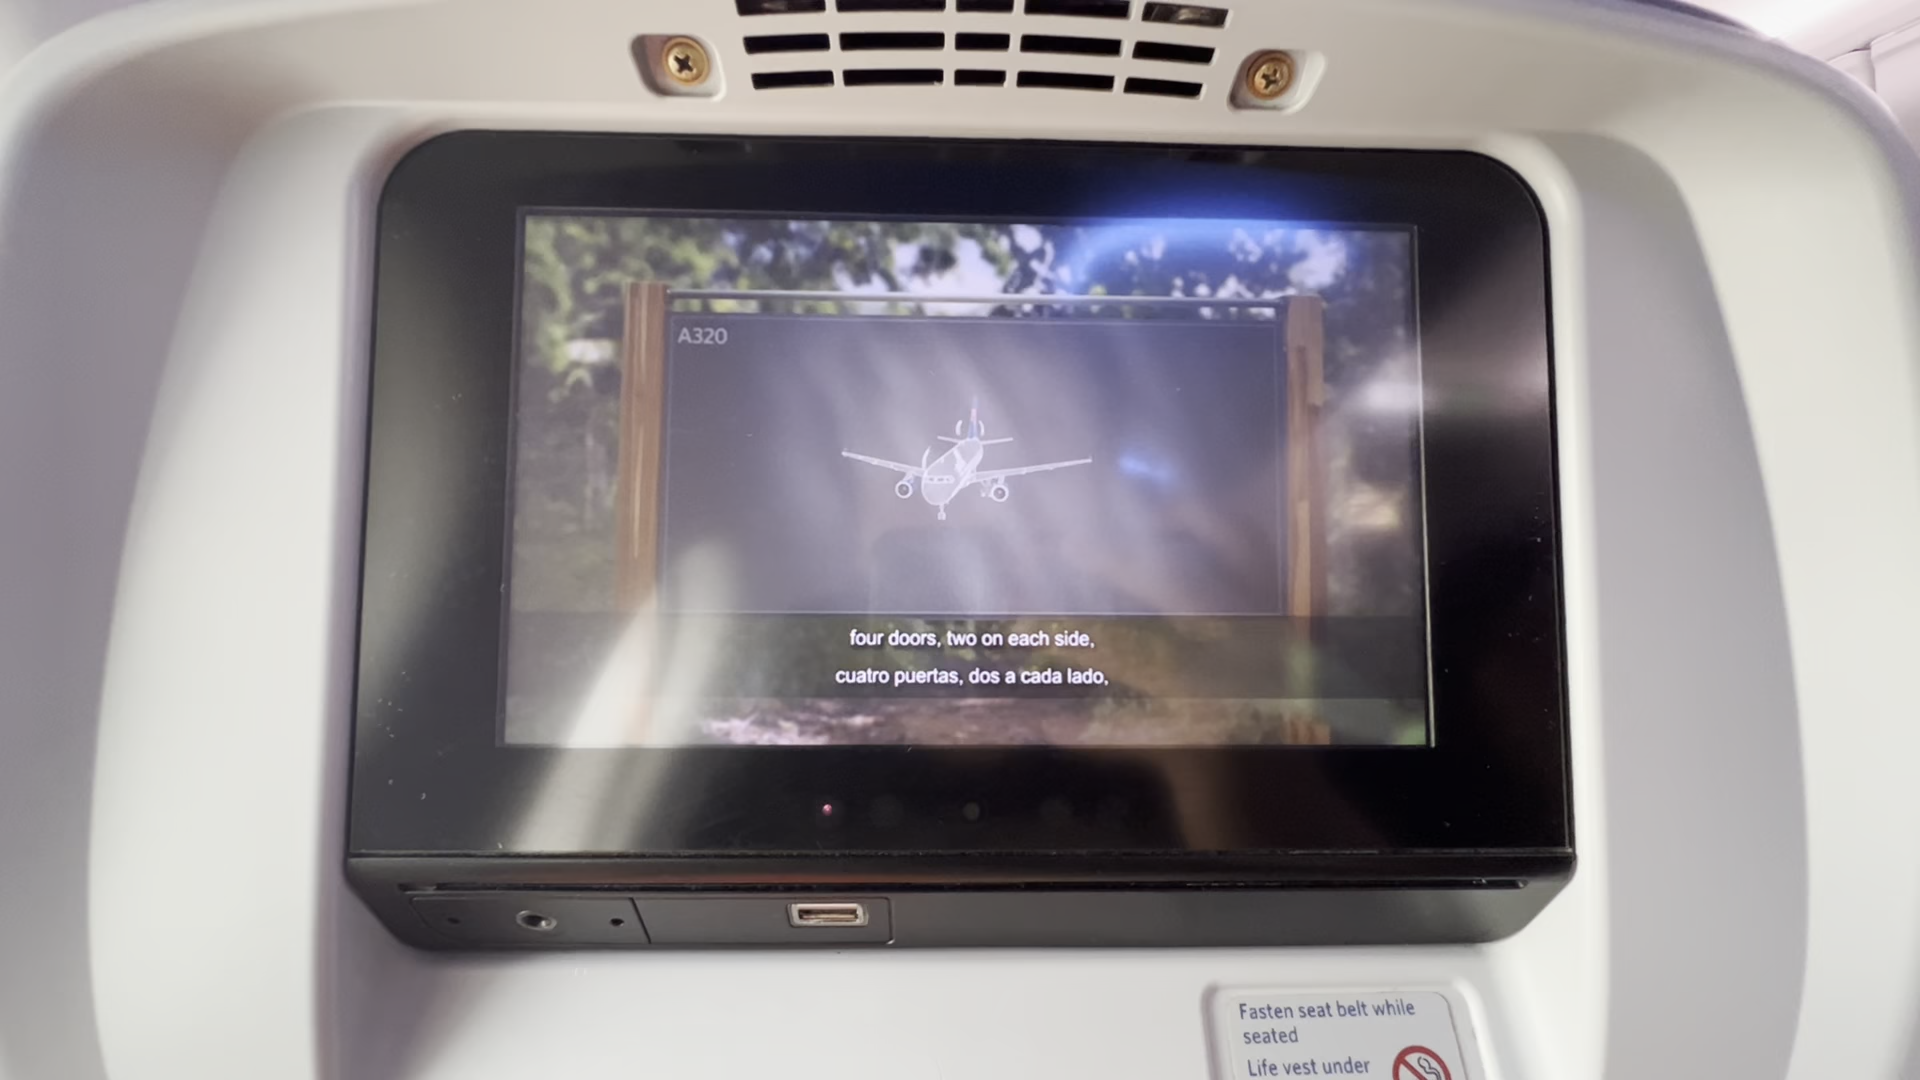 A320
four doors, two on each side,
cuatro puertas, dos a cada lado,
Fasten seat belt while
seated
Life vest under